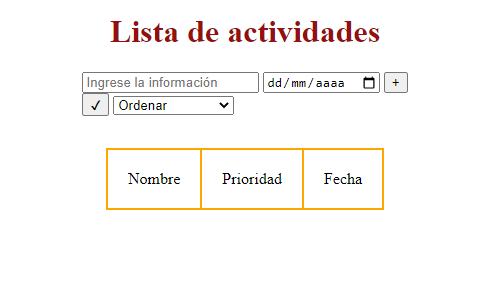 Lista de actividades
Ingrese la información dd/mm/aaaa +
✓ Ordenar
Nombre Prioridad Fecha